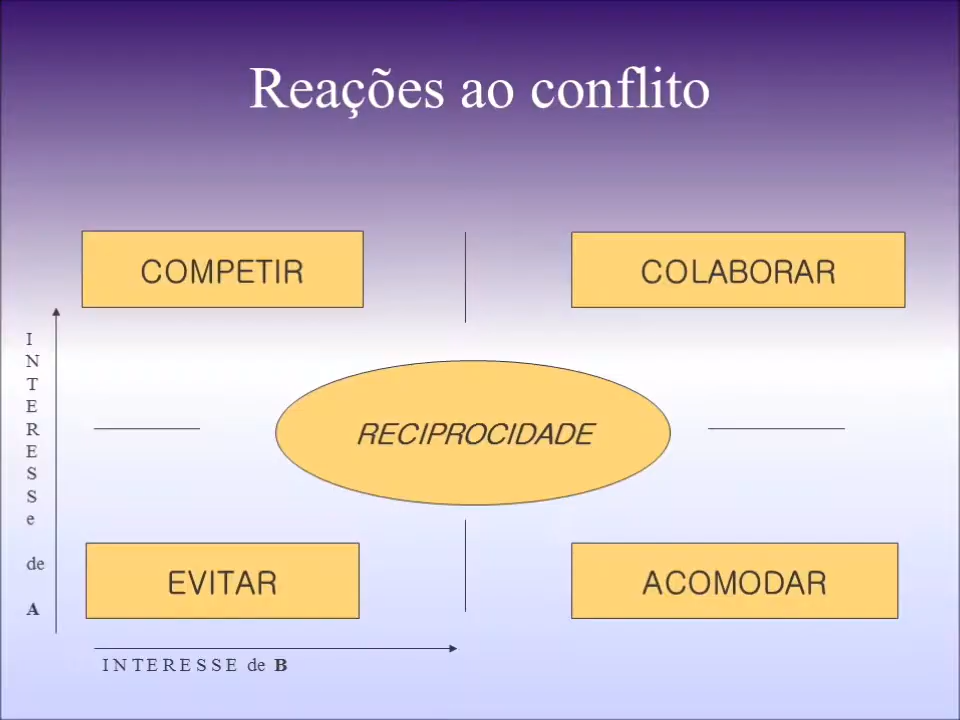 Reações ao conflito
COMPETIR
COLABORAR
I
N
T
E
R
E
S
S
e
de
A
RECIPROCIDADE
EVITAR
ACOMODAR
I N T E R E S S E de B